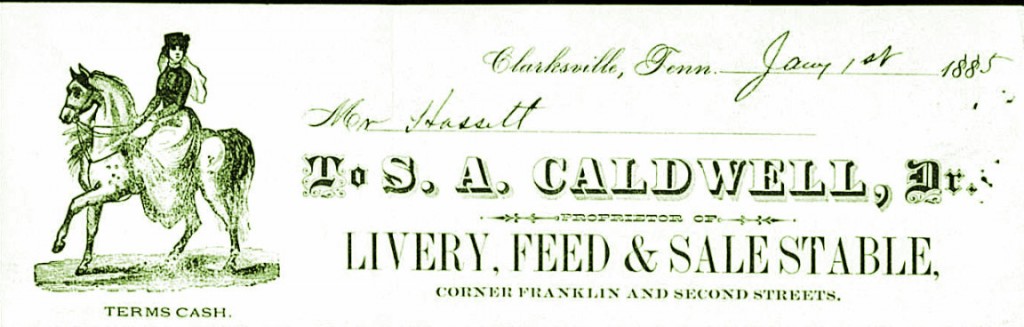 Clarksville, Tenn. Jany 1st 1885
Mr Hassett
To S. A. CALDWELL, Dr.
PROPRIETOR OF
LIVERY, FEED & SALE STABLE,
CORNER FRANKLIN AND SECOND STREETS.
TERMS CASH.